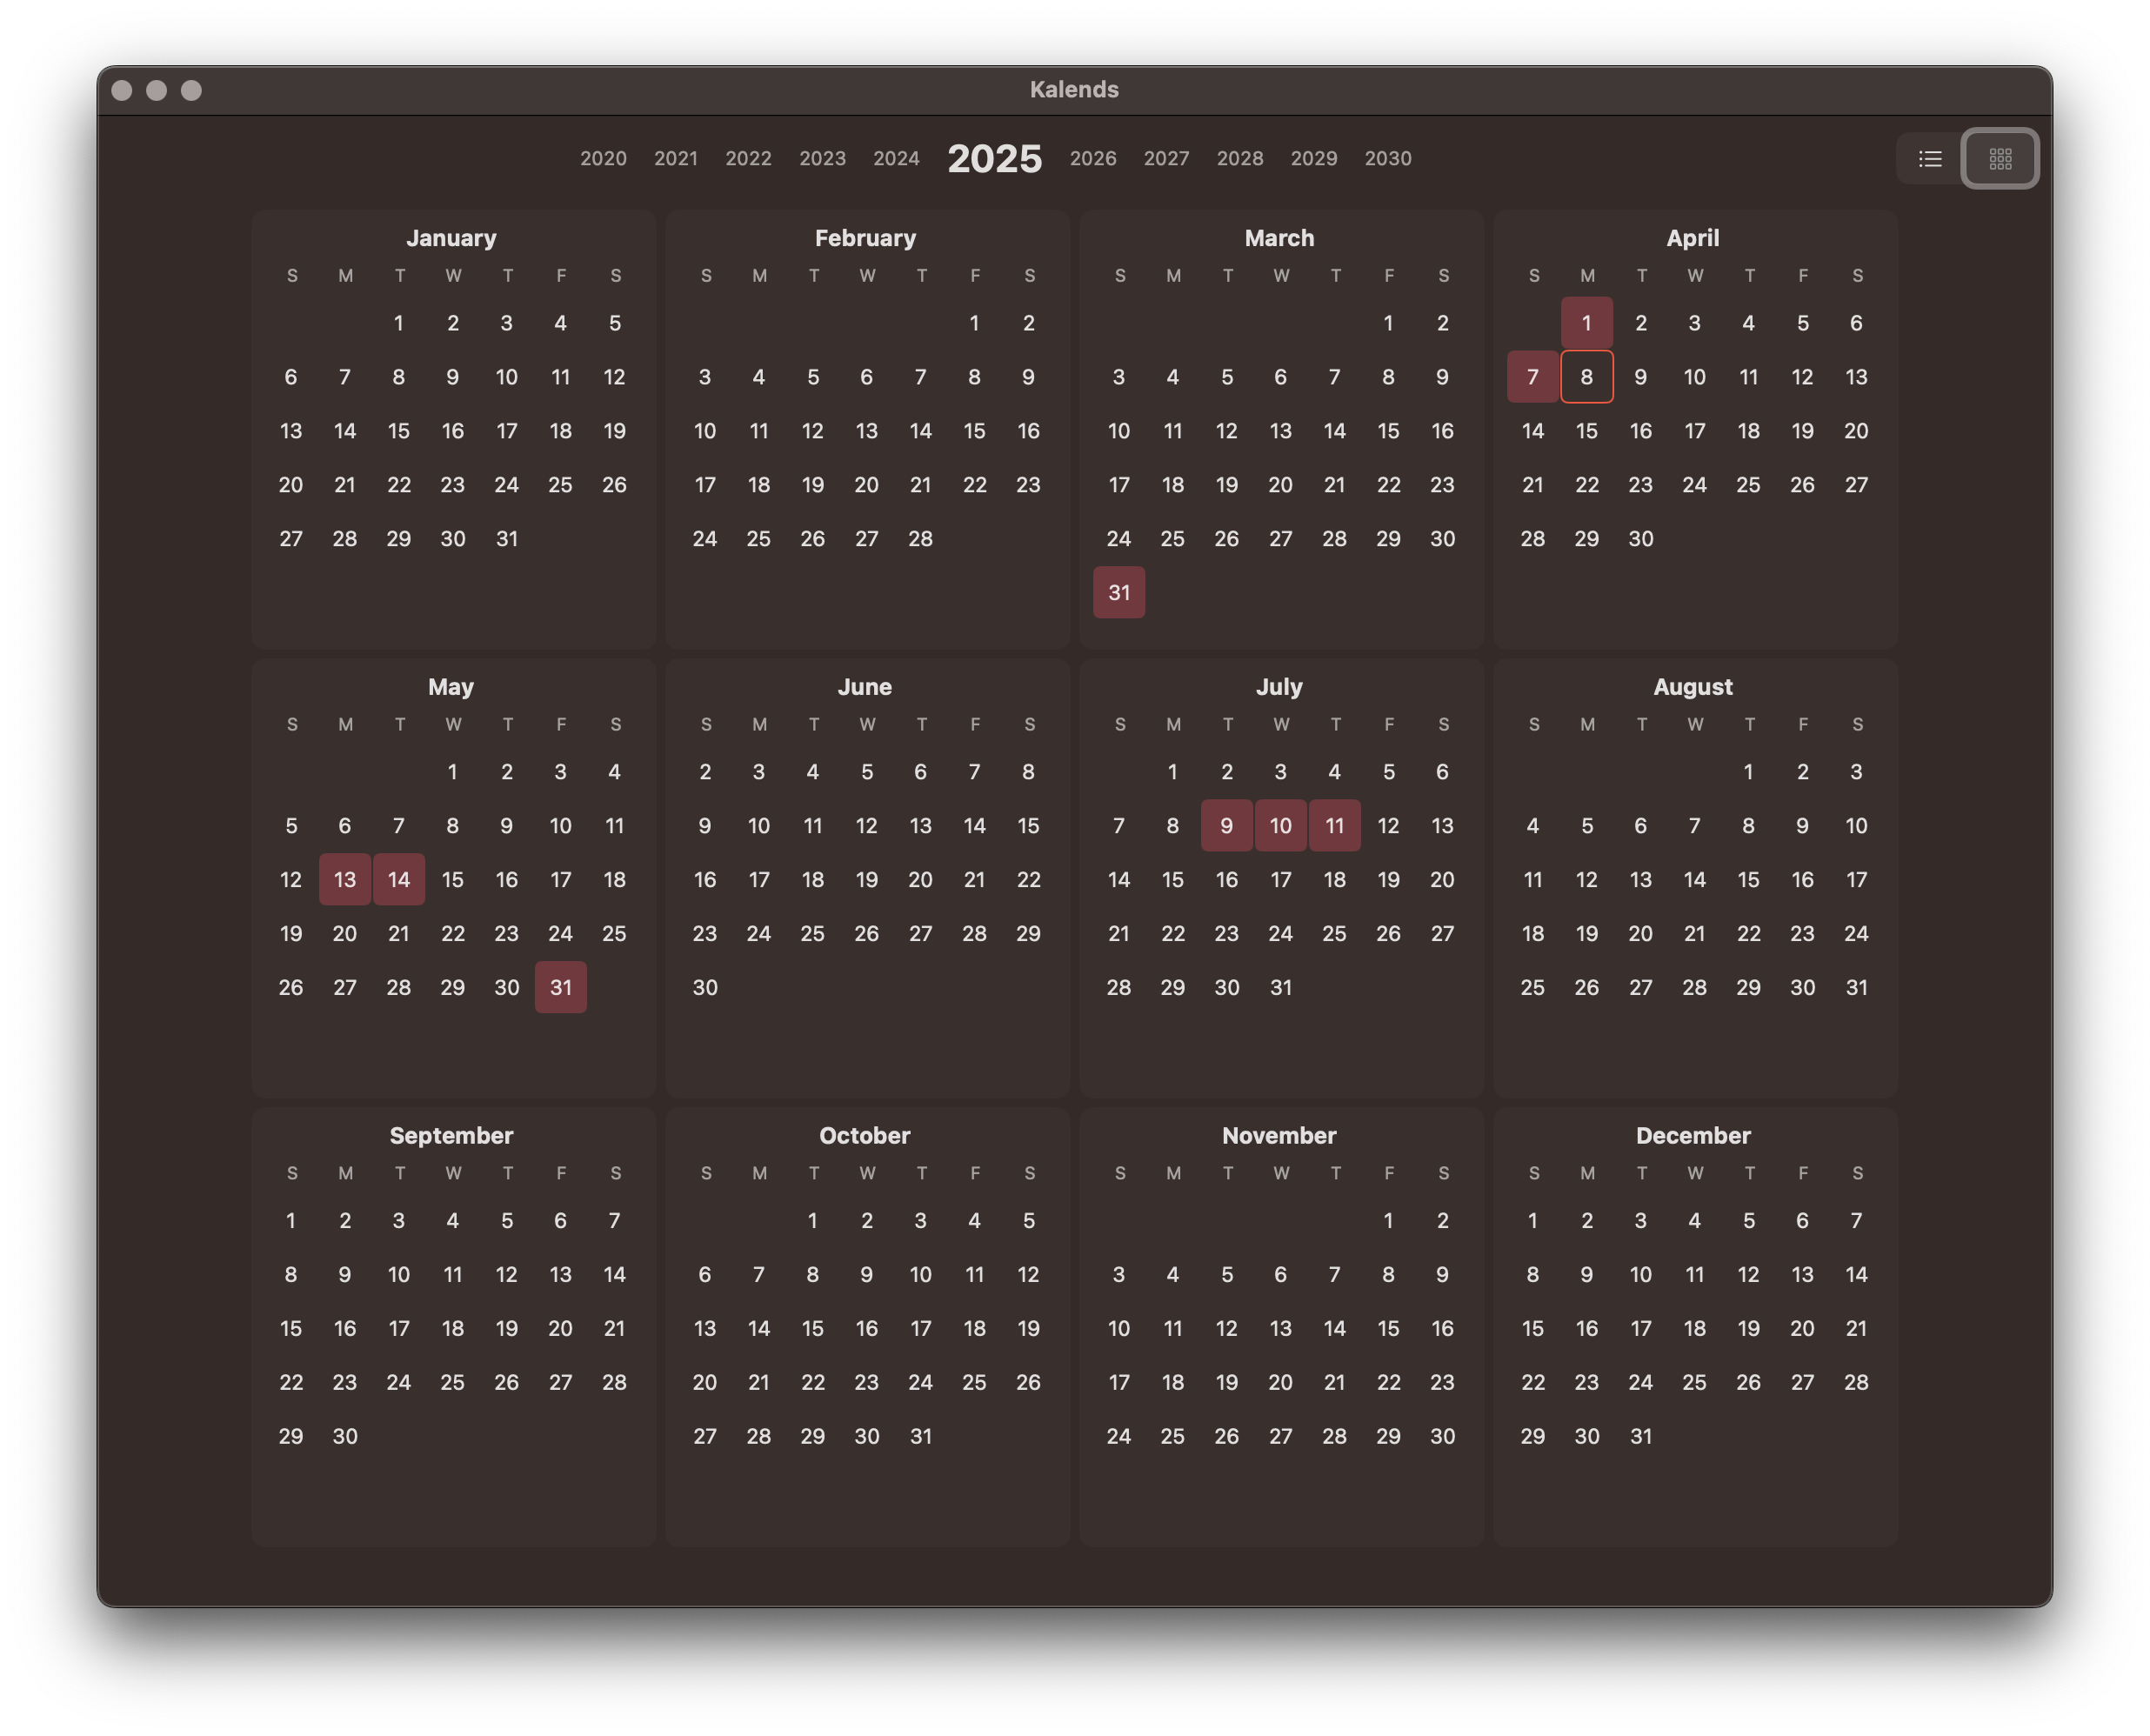 Kalends
2020 2021 2022 2023 2024 2025 2026 2027 2028 2029 2030
January
S M T W T F S
1 2 3 4 5
6 7 8 9 10 11 12
13 14 15 16 17 18 19
20 21 22 23 24 25 26
27 28 29 30 31
February
S M T W T F S
1 2
3 4 5 6 7 8 9
10 11 12 13 14 15 16
17 18 19 20 21 22 23
24 25 26 27 28
March
S M T W T F S
1 2
3 4 5 6 7 8 9
10 11 12 13 14 15 16
17 18 19 20 21 22 23
24 25 26 27 28 29 30
31
April
S M T W T F S
1 2 3 4 5 6
7 8 9 10 11 12 13
14 15 16 17 18 19 20
21 22 23 24 25 26 27
28 29 30
May
S M T W T F S
1 2 3 4
5 6 7 8 9 10 11
12 13 14 15 16 17 18
19 20 21 22 23 24 25
26 27 28 29 30 31
June
S M T W T F S
2 3 4 5 6 7 8
9 10 11 12 13 14 15
16 17 18 19 20 21 22
23 24 25 26 27 28 29
30
July
S M T W T F S
1 2 3 4 5 6
7 8 9 10 11 12 13
14 15 16 17 18 19 20
21 22 23 24 25 26 27
28 29 30 31
August
S M T W T F S
1 2 3
4 5 6 7 8 9 10
11 12 13 14 15 16 17
18 19 20 21 22 23 24
25 26 27 28 29 30 31
September
S M T W T F S
1 2 3 4 5 6 7
8 9 10 11 12 13 14
15 16 17 18 19 20 21
22 23 24 25 26 27 28
29 30
October
S M T W T F S
1 2 3 4 5
6 7 8 9 10 11 12
13 14 15 16 17 18 19
20 21 22 23 24 25 26
27 28 29 30 31
November
S M T W T F S
1 2
3 4 5 6 7 8 9
10 11 12 13 14 15 16
17 18 19 20 21 22 23
24 25 26 27 28 29 30
December
S M T W T F S
1 2 3 4 5 6 7
8 9 10 11 12 13 14
15 16 17 18 19 20 21
22 23 24 25 26 27 28
29 30 31